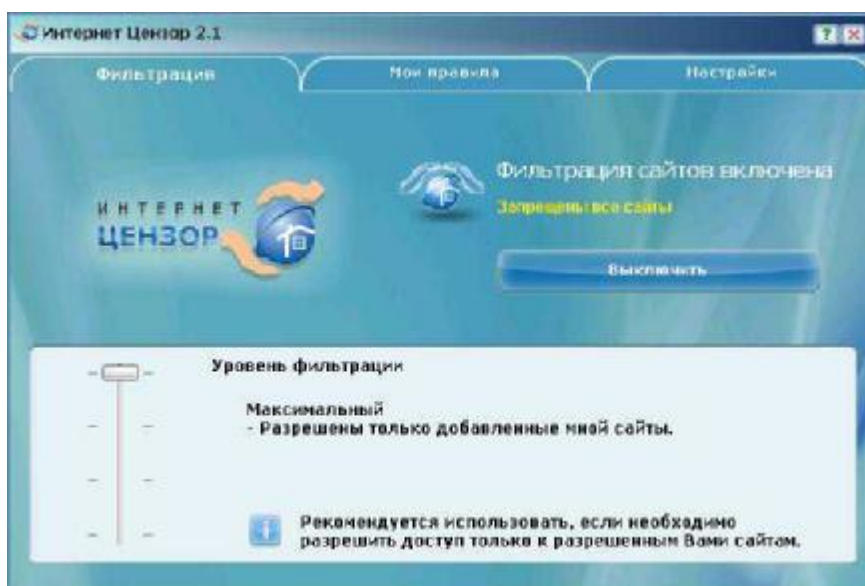 Интернет Цензор 2.1
Фильтрация
Мои правила
Настройки
ИНТЕРНЕТ
ЦЕНЗОР
Фильтрация сайтов включена
Запрещены все сайты
Выключить
Уровень фильтрации
Максимальный
- Разрешены только добавленные мной сайты.
Рекомендуется использовать, если необходимо
разрешить доступ только к разрешенным Вами сайтам.